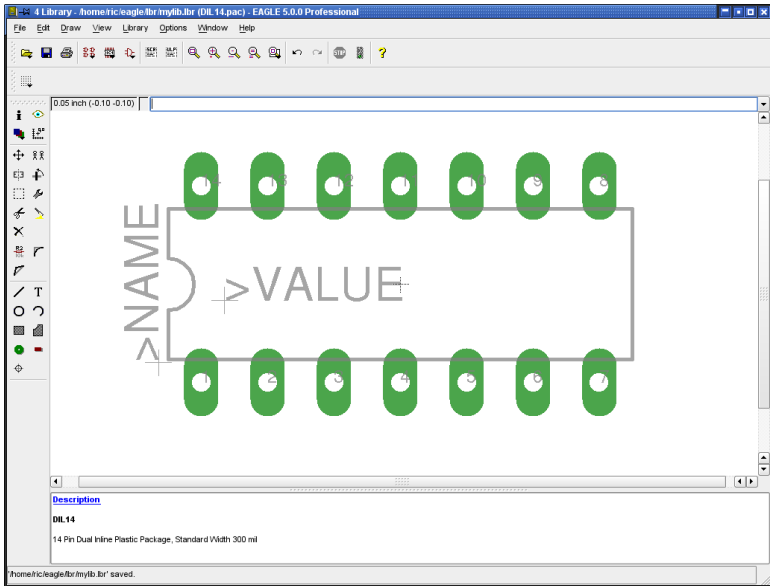 4 Library - /home/ric/eagle/lbr/mylib.lbr (DIL14.pac) - EAGLE 5.0.0 Professional
File Edit Draw View Library Options Window Help
0.05 inch (-0.10 -0.10)
14 13 12 11 10 9 8
>NAME
>VALUE
1 2 3 4 5 6 7
Description
DIL14
14 Pin Dual Inline Plastic Package, Standard Width 300 mil
'/home/ric/eagle/lbr/mylib.lbr' saved.